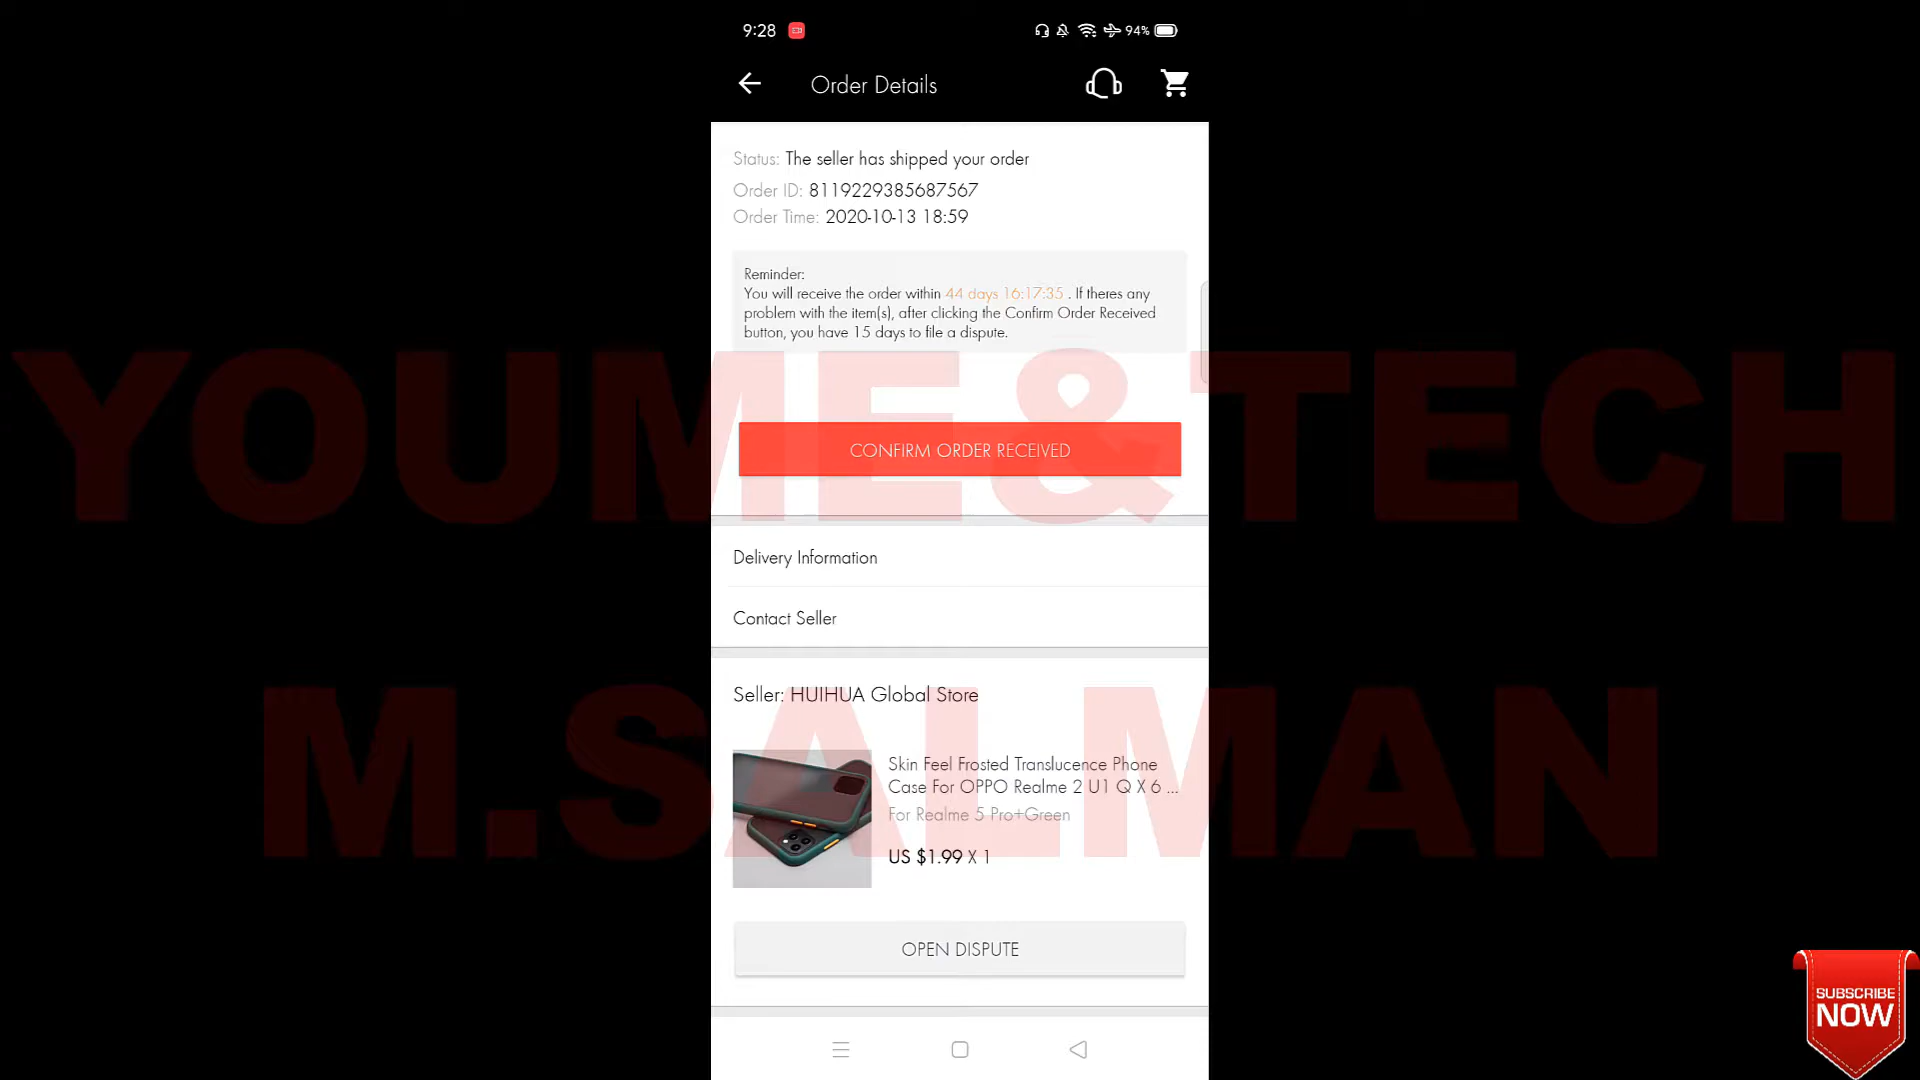 9:28
94%
Order Details
Status: The seller has shipped your order
Order ID: 8119229385687567
Order Time: 2020-10-13 18:59
Reminder:
You will receive the order within 44 days 16:17:35 . If theres any
problem with the item(s), after clicking the Confirm Order Received
button, you have 15 days to file a dispute.
YOUME&TECH
CONFIRM ORDER RECEIVED
Delivery Information
Contact Seller
Seller: HUIHUA Global Store
M.SALMAN
Skin Feel Frosted Translucence Phone
Case For OPPO Realme 2 U1 Q X 6 ...
For Realme 5 Pro+Green
US $1.99 X 1
OPEN DISPUTE
SUBSCRIBE
NOW